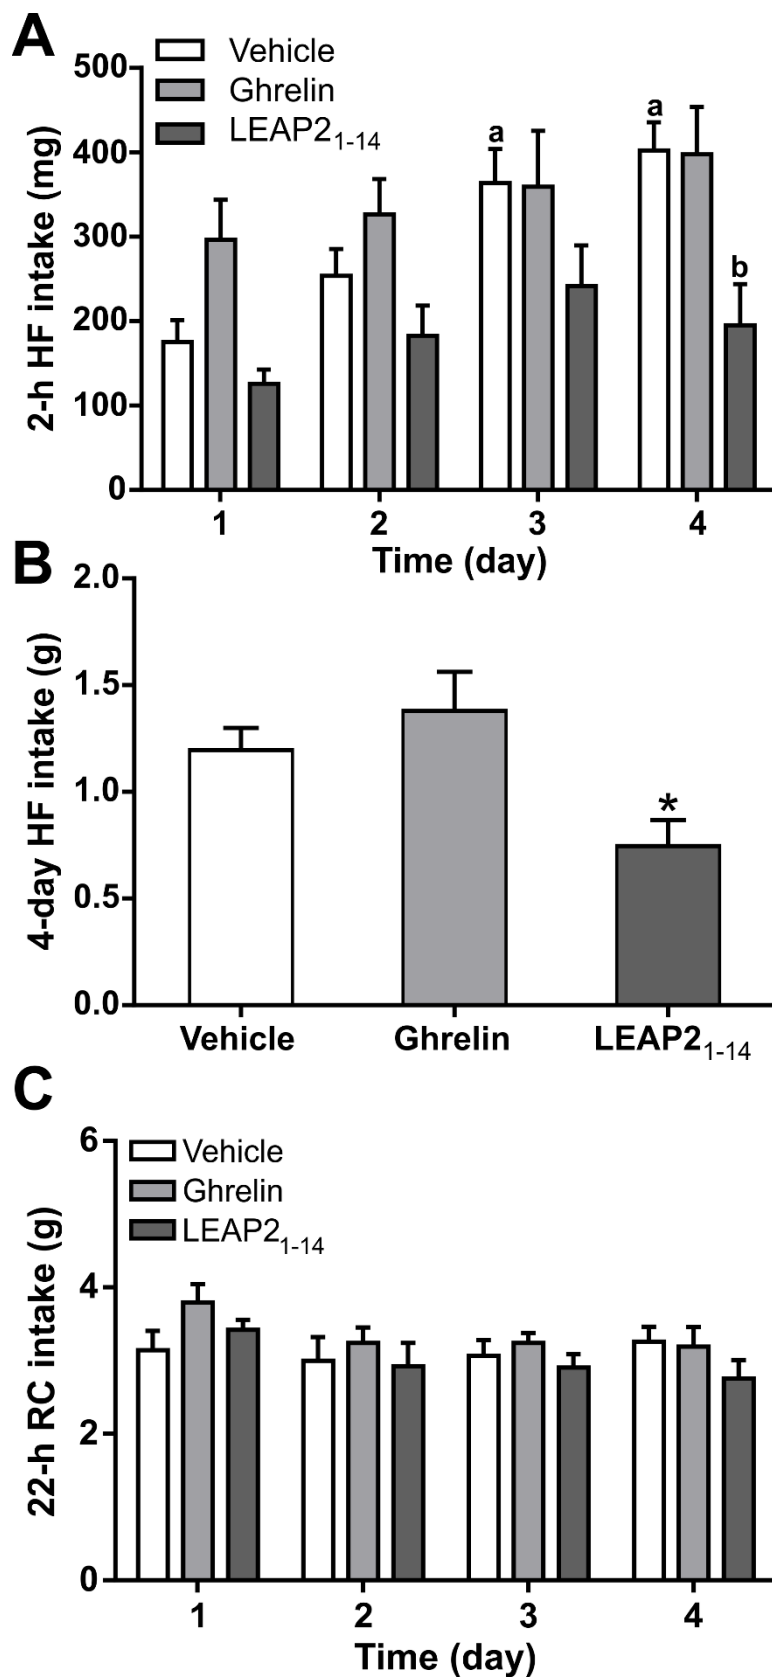 A
Vehicle
Ghrelin
LEAP21-14
2-h HF intake (mg)
500
400
300
200
100
0
a
a
b
1 2 3 4
Time (day)
B
4-day HF intake (g)
2.0
1.5
1.0
0.5
0.0
*
Vehicle Ghrelin LEAP21-14
C
Vehicle
Ghrelin
LEAP21-14
22-h RC intake (g)
6
4
2
0
1 2 3 4
Time (day)